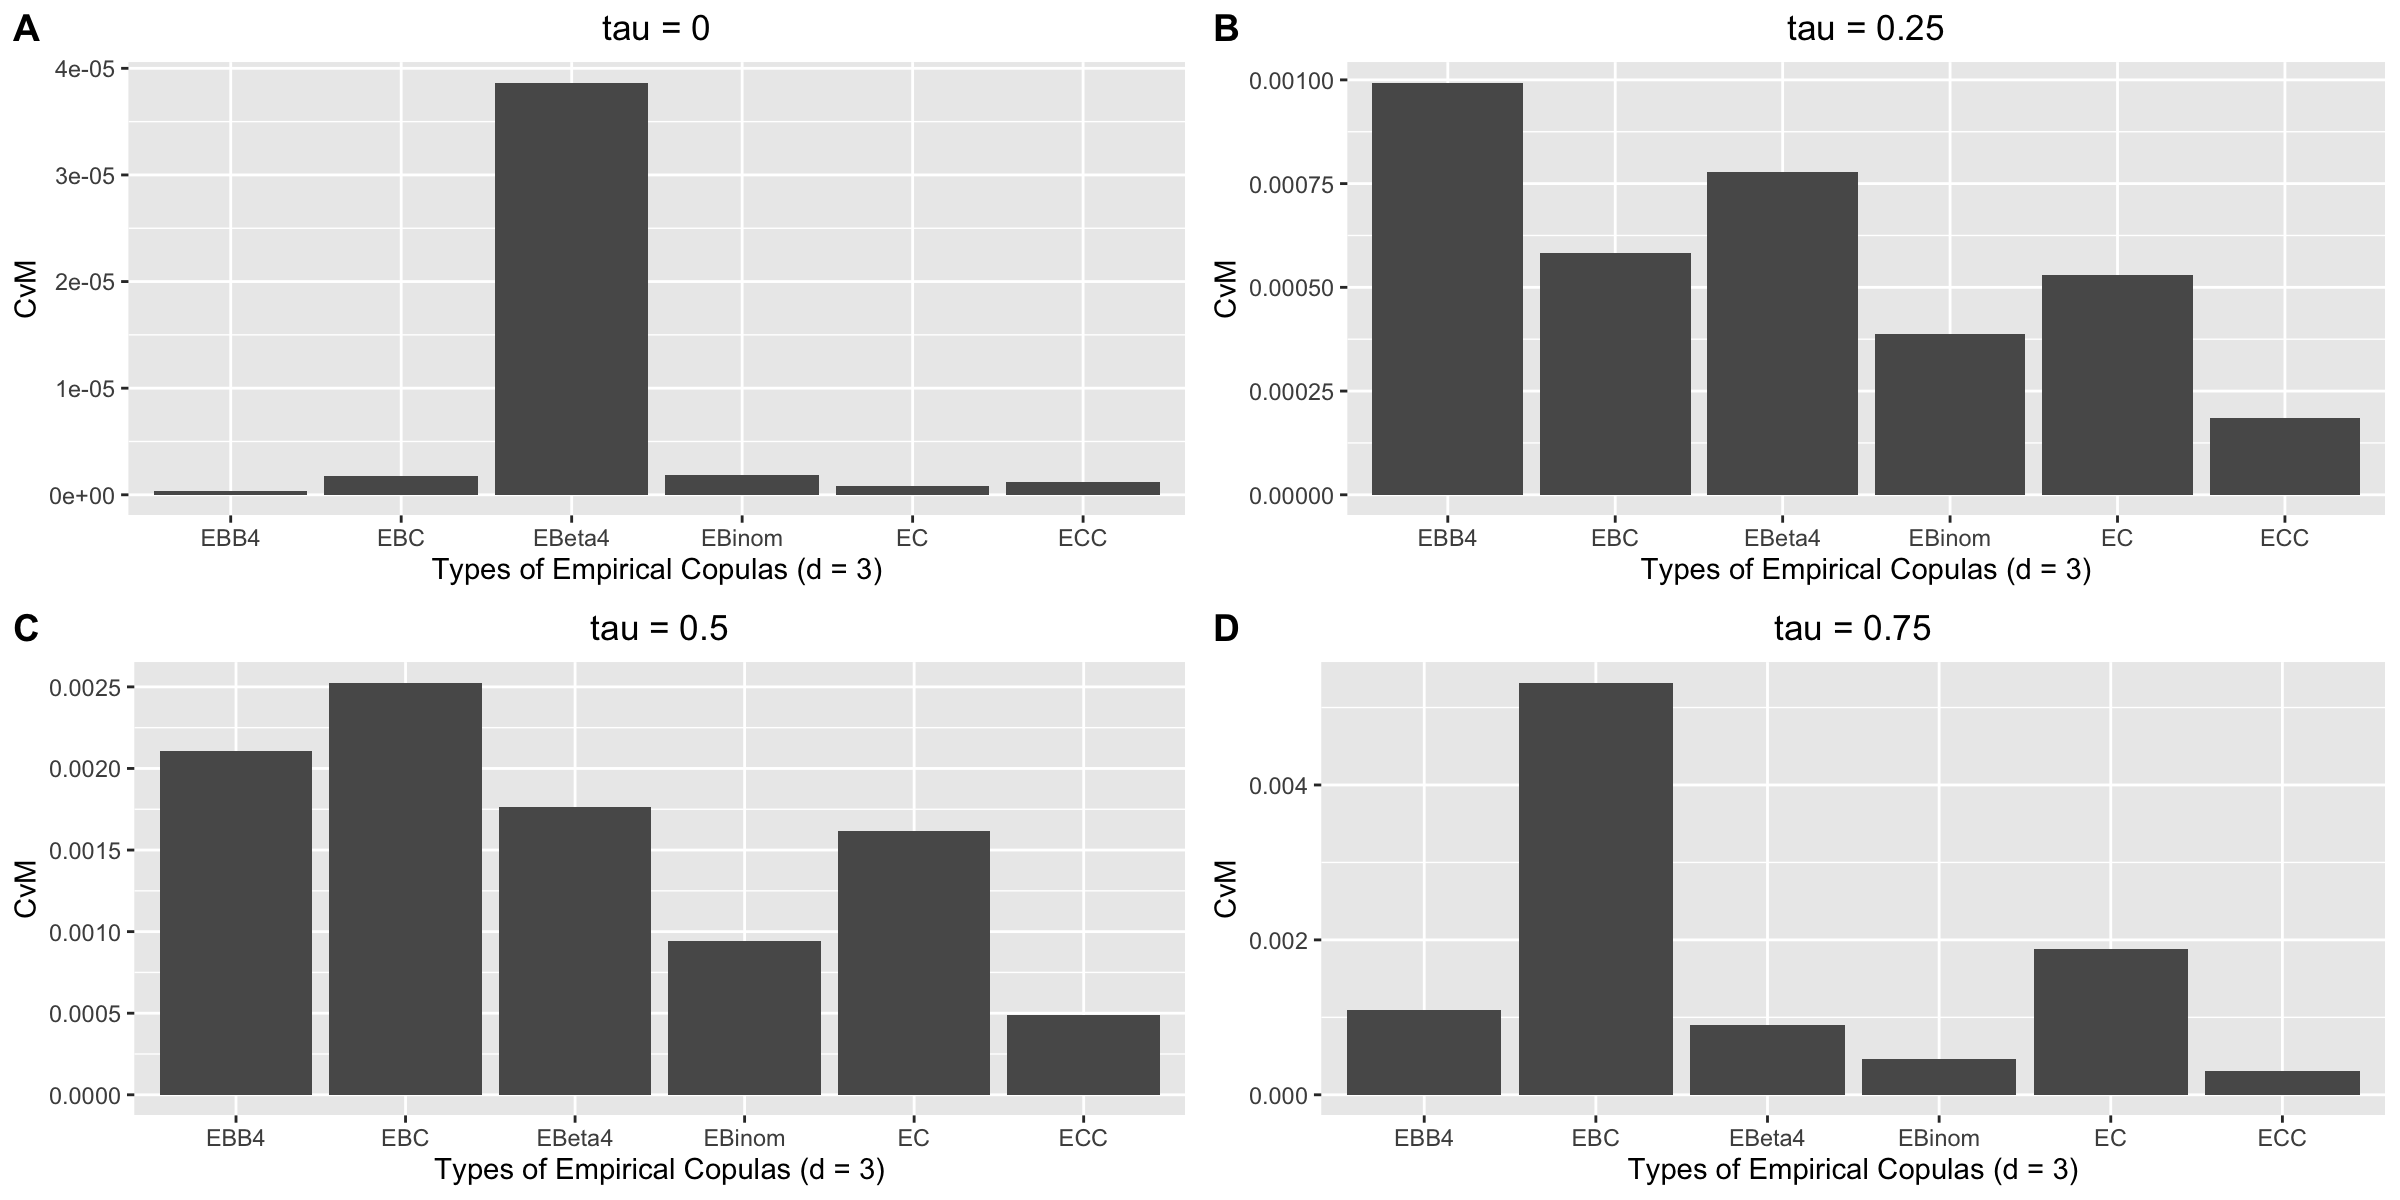 A
tau = 0
CvM
4e-05
3e-05
2e-05
1e-05
0e+00
EBB4 EBC EBeta4 EBinom EC ECC
Types of Empirical Copulas (d = 3)
B
tau = 0.25
CvM
0.00100
0.00075
0.00050
0.00025
0.00000
EBB4 EBC EBeta4 EBinom EC ECC
Types of Empirical Copulas (d = 3)
C
tau = 0.5
CvM
0.0025
0.0020
0.0015
0.0010
0.0005
0.0000
EBB4 EBC EBeta4 EBinom EC ECC
Types of Empirical Copulas (d = 3)
D
tau = 0.75
CvM
0.004
0.002
0.000
EBB4 EBC EBeta4 EBinom EC ECC
Types of Empirical Copulas (d = 3)